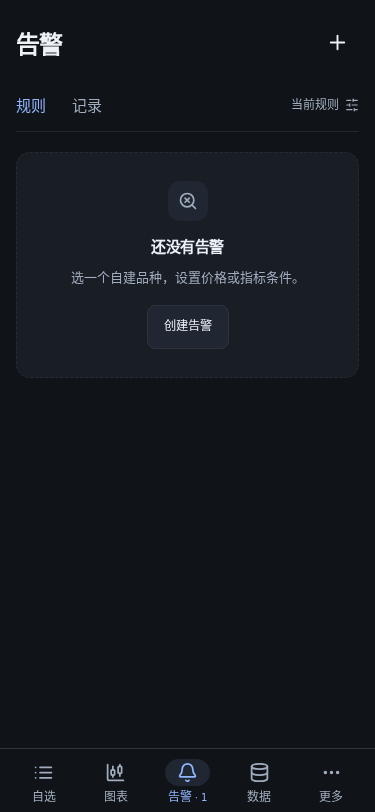 告警
规则 记录 当前规则
还没有告警
选一个自建品种，设置价格或指标条件。
创建告警
自选 图表 告警 · 1 数据 更多